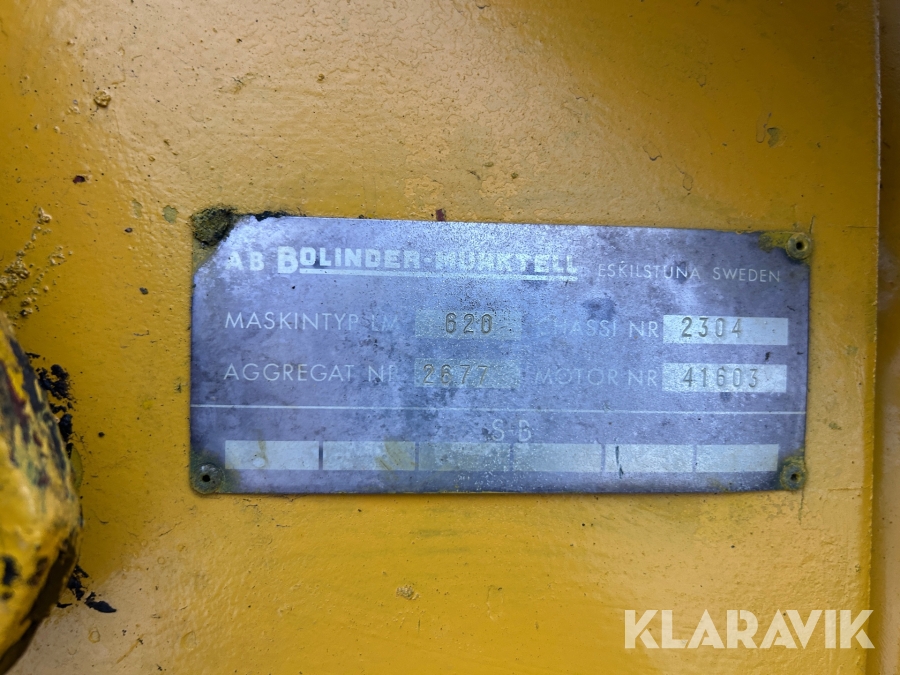 AB BOLINDER-MUNKTELL ESKILSTUNA SWEDEN
MASKINTYP LM 620 CHASSI NR 2304
AGGREGAT NR 2677 MOTOR NR 41603
S-B
KLARAVIK